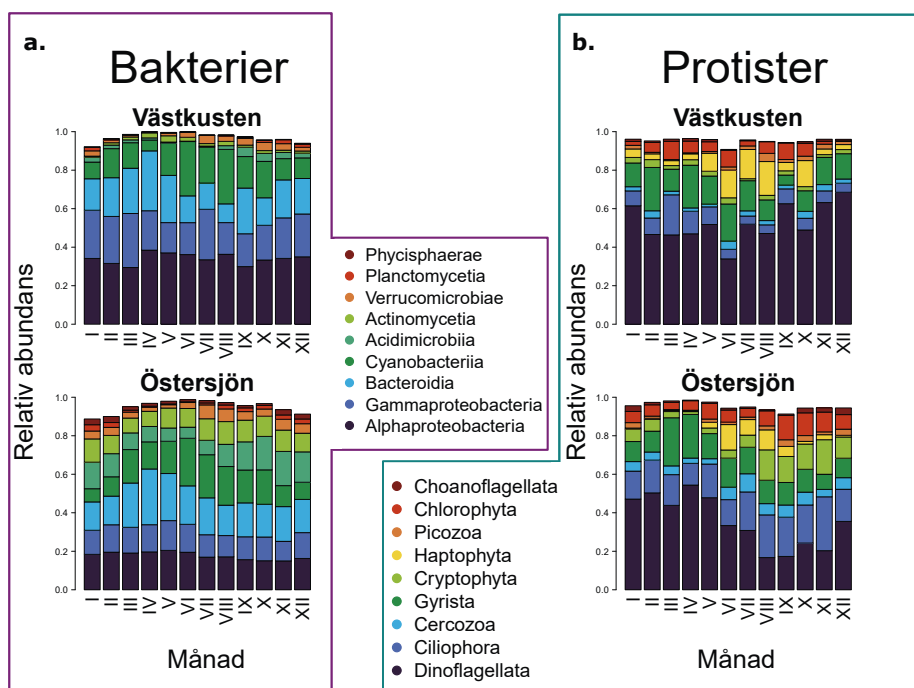 a.
Bakterier
Västkusten
Relativ abundans
1.0
0.8
0.6
0.4
0.2
0.0
I II III IV V VI VII VIII IX X XI XII
Östersjön
1.0
0.8
0.6
0.4
0.2
0.0
I II III IV V VI VII VIII IX X XI XII
Månad
Phycisphaerae
Planctomycetia
Verrucomicrobiae
Actinomycetia
Acidimicrobiia
Cyanobacteriia
Bacteroidia
Gammaproteobacteria
Alphaproteobacteria
b.
Protister
Västkusten
Relativ abundans
1.0
0.8
0.6
0.4
0.2
0.0
I II III IV V VI VII VIII IX X XI XII
Östersjön
1.0
0.8
0.6
0.4
0.2
0.0
I II III IV V VI VII VIII IX X XI XII
Månad
Choanoflagellata
Chlorophyta
Picozoa
Haptophyta
Cryptophyta
Gyrista
Cercozoa
Ciliophora
Dinoflagellata